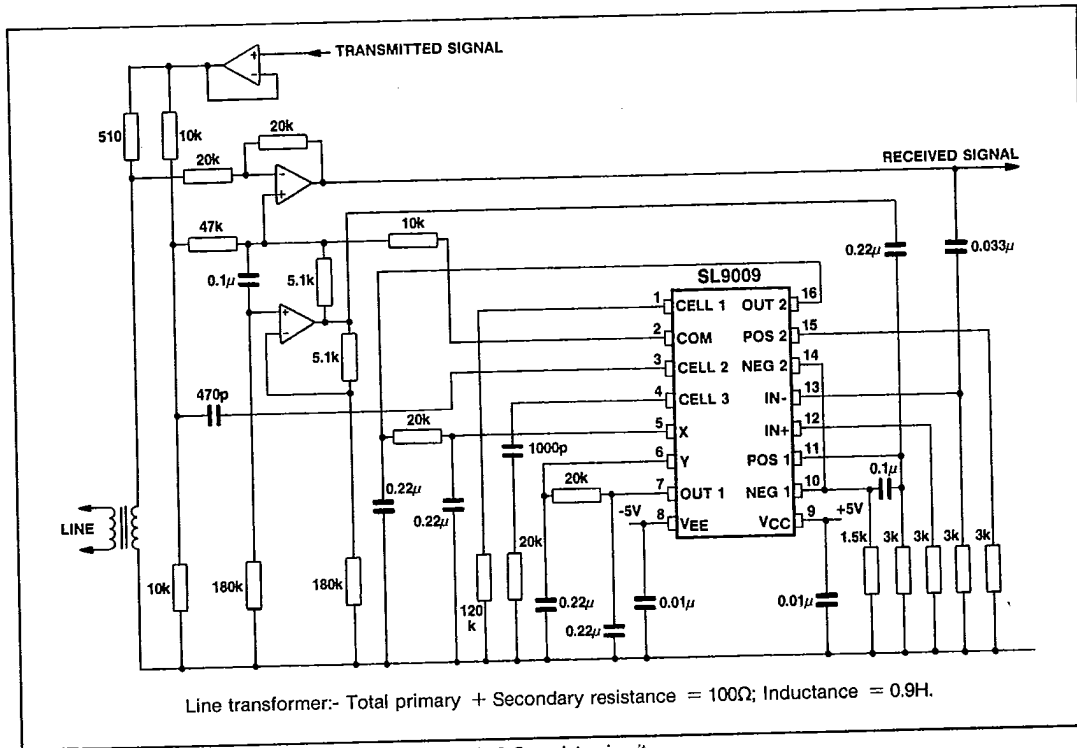 TRANSMITTED SIGNAL
510
10k
20k
20k
RECEIVED SIGNAL
47k
10k
0.22μ
0.033μ
0.1μ
5.1k
SL9009
1 CELL 1 OUT 2 16
2 COM POS 2 15
3 CELL 2 NEG 2 14
4 CELL 3 IN- 13
5 X IN+ 12
6 Y POS 1 11
7 OUT 1 NEG 1 10
8 VEE VCC 9
5.1k
470p
20k
1000p
0.1μ
20k
-5V
+5V
0.22μ
0.22μ
LINE
20k
1.5k
3k
3k
3k
3k
10k
180k
180k
120k
0.22μ
0.22μ
0.01μ
0.01μ
Line transformer:- Total primary + Secondary resistance = 100Ω; Inductance = 0.9H.